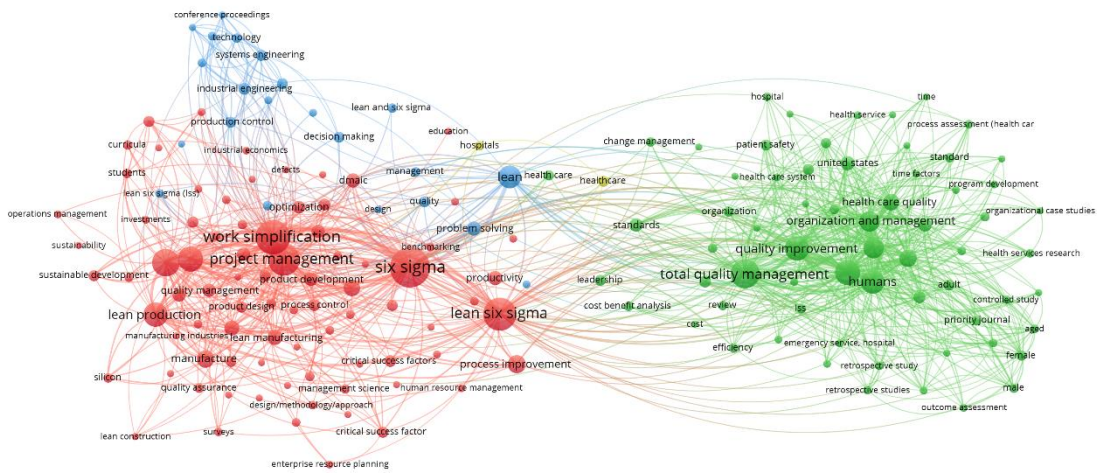 conference proceedings
technology
systems engineering
industrial engineering
lean and six sigma
production control
decision making
education
hospitals
curricula
industrial economics
defects
students
dmaic
management
lean
health care
healthcare
lean six sigma (lss)
optimization
design
quality
operations management
investments
work simplification
problem solving
sustainability
project management
benchmarking
six sigma
sustainable development
product development
productivity
quality management
product design
process control
lean production
lean six sigma
manufacturing industries
lean manufacturing
manufacture
critical success factors
process improvement
silicon
quality assurance
management science
human resource management
design/methodology/approach
lean construction
surveys
critical success factor
enterprise resource planning
hospital
time
health service
process assessment (health car
change management
patient safety
united states
standard
health care system
time factors
program development
health care quality
organization
organization and management
organizational case studies
standards
quality improvement
health services research
total quality management
humans
leadership
adult
controlled study
cost benefit analysis
review
lss
priority journal
cost
aged
efficiency
emergency service, hospital
female
retrospective study
retrospective studies
male
outcome assessment